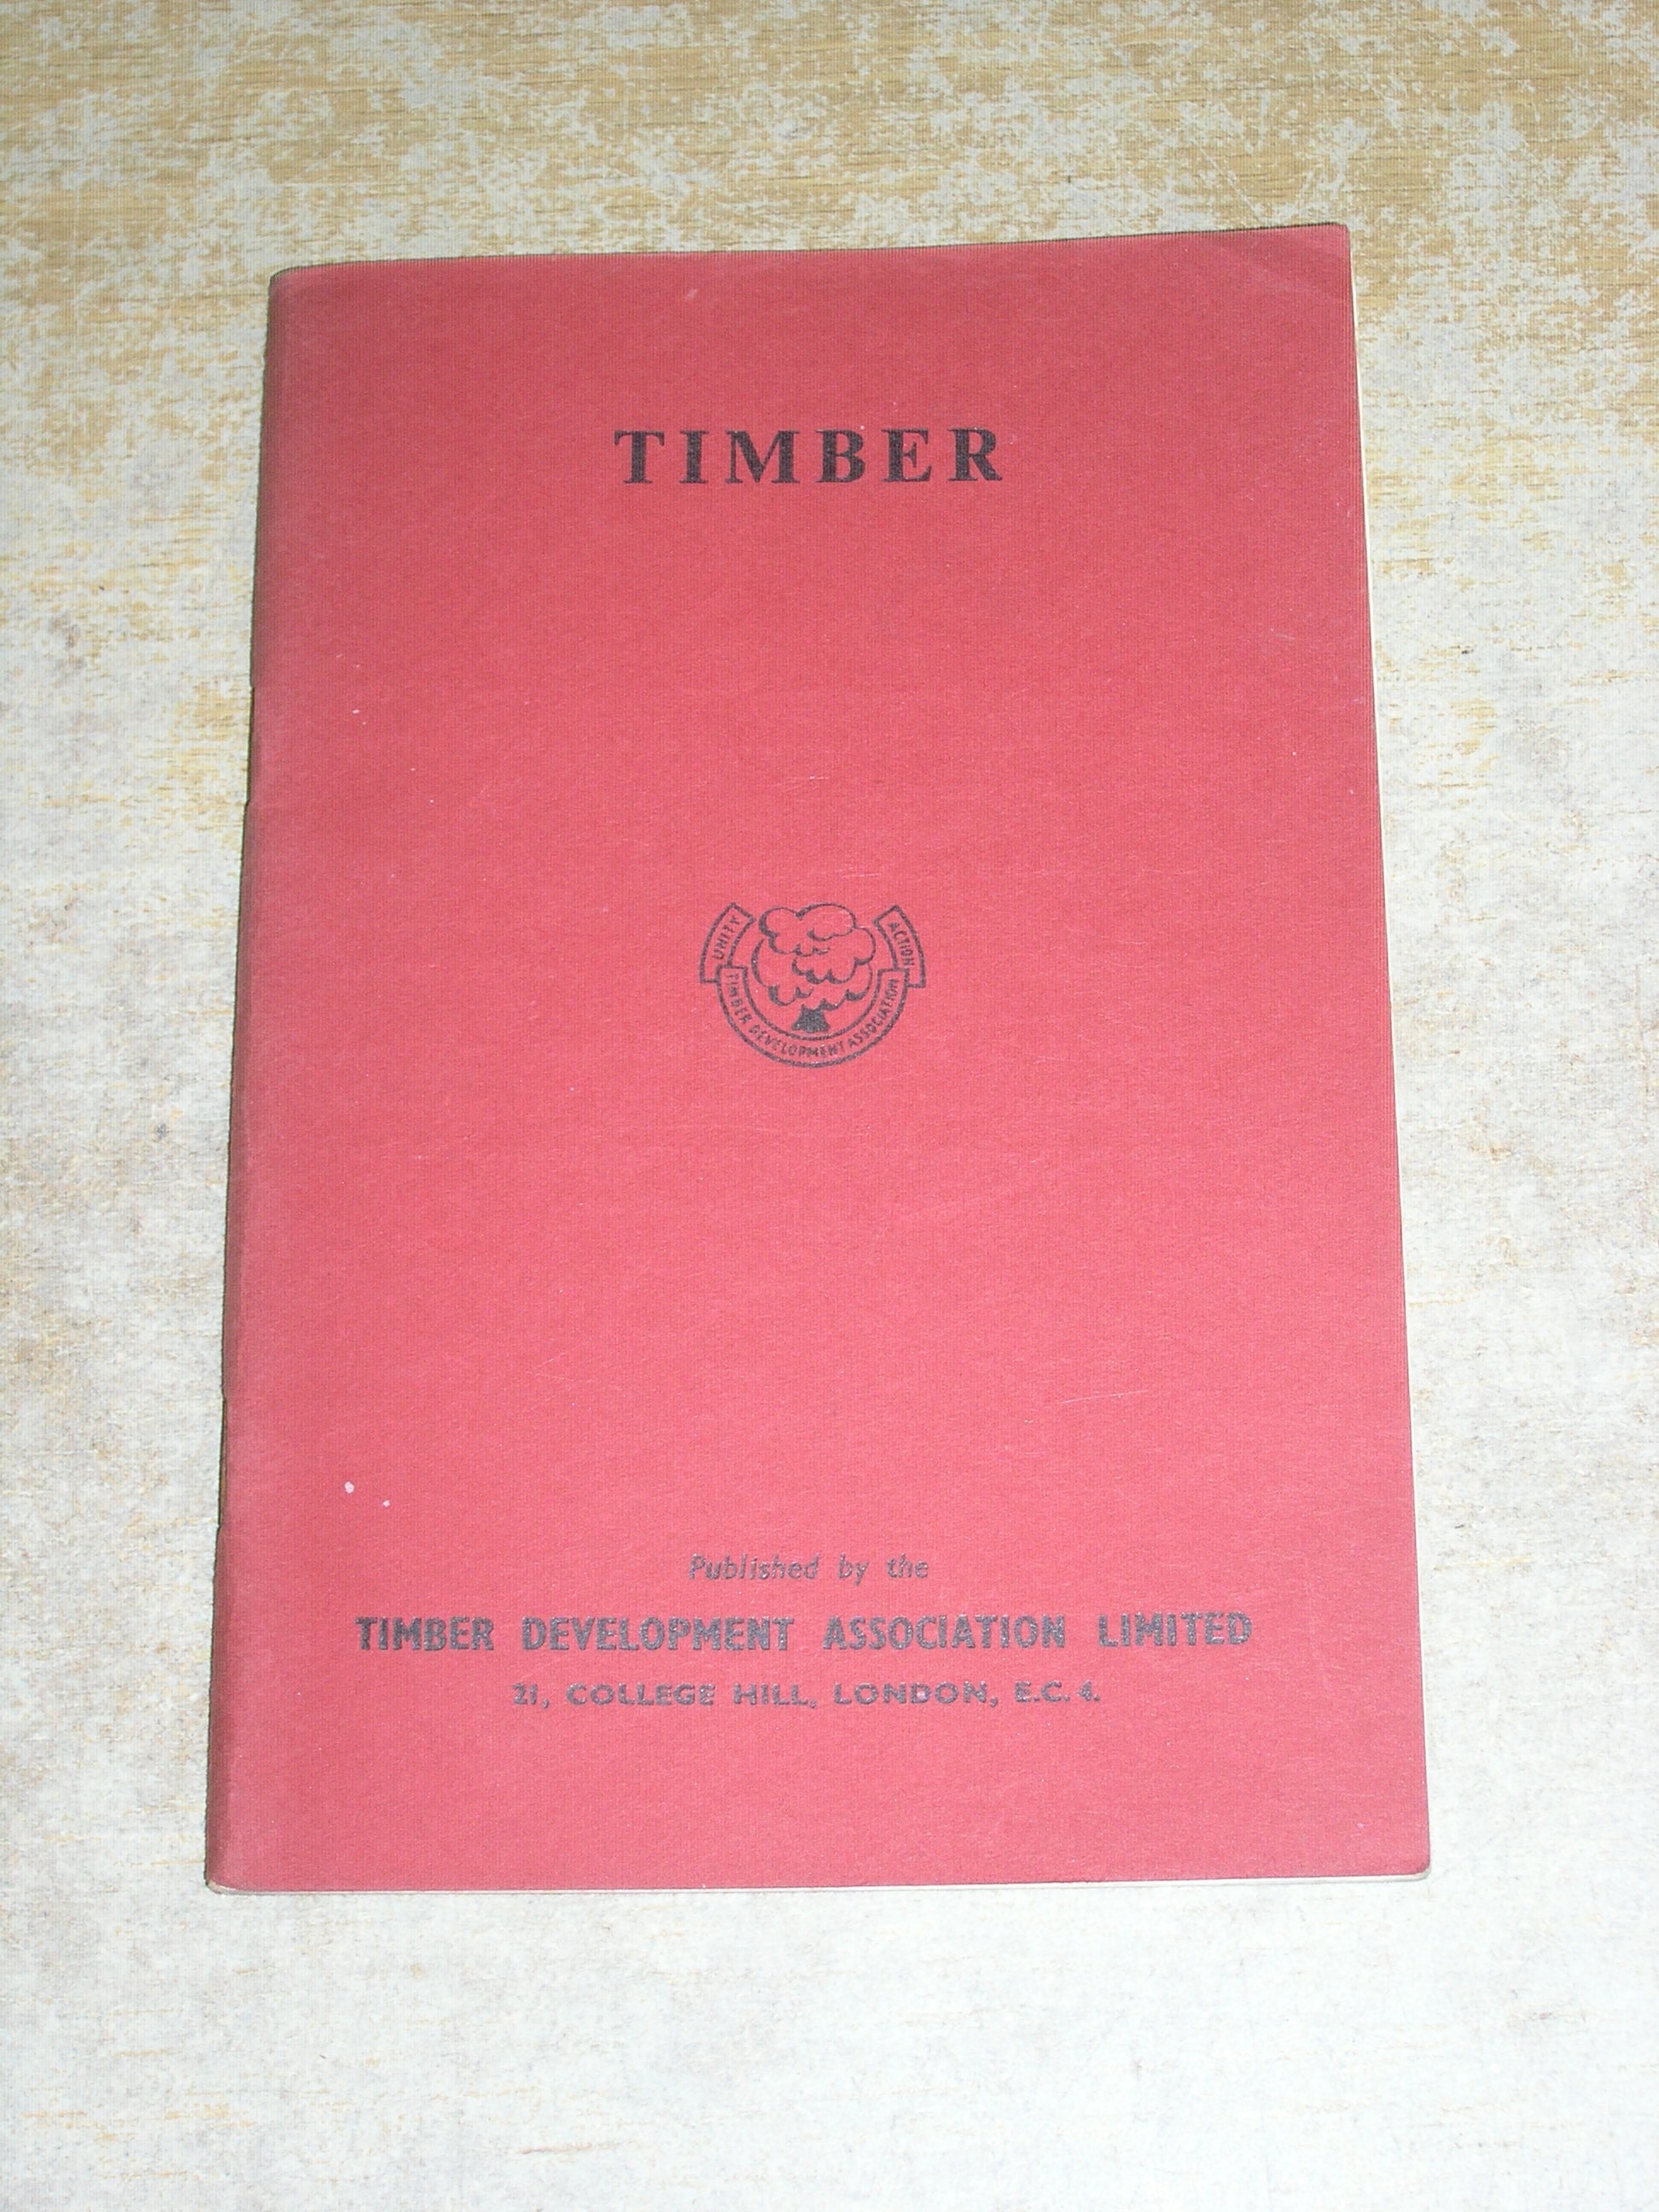 TIMBER
UNITY
ACTION
TIMBER DEVELOPMENT ASSOCIATION
Published by the
TIMBER DEVELOPMENT ASSOCIATION LIMITED
21, COLLEGE HILL, LONDON, E.C. 4.